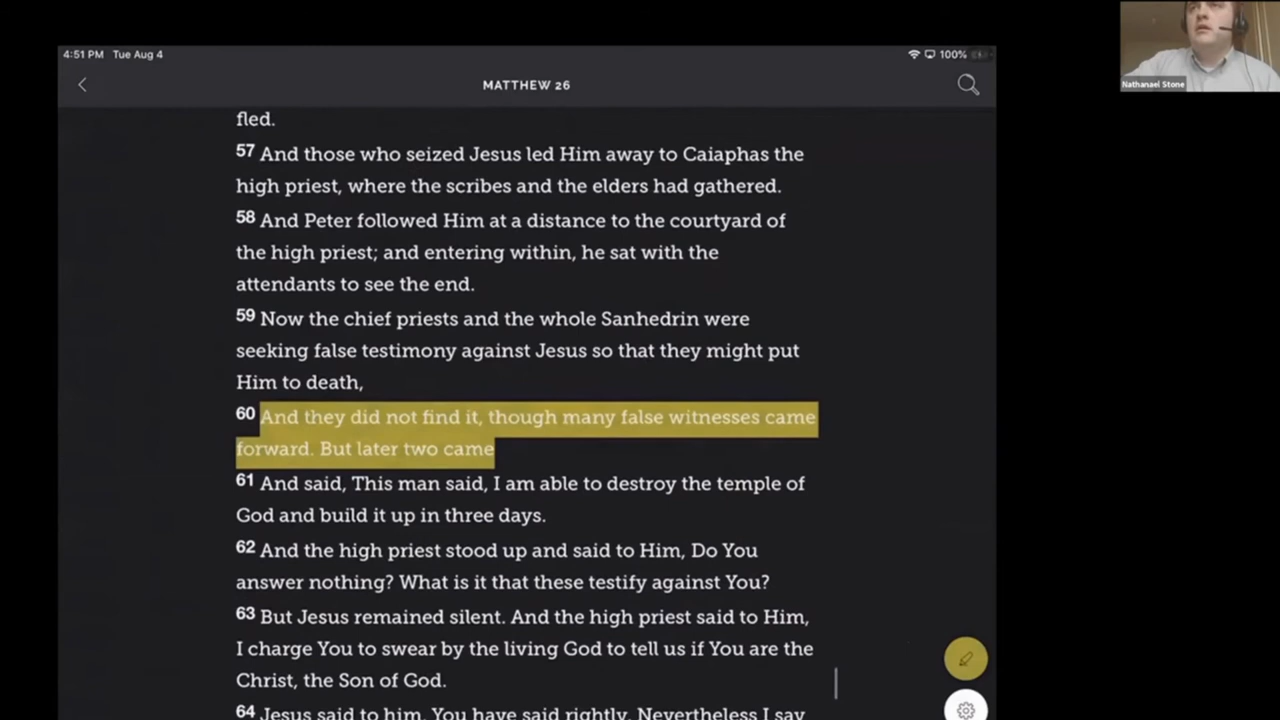 4:51 PM Tue Aug 4
100%
MATTHEW 26
Nathanael Stone
fled.
57 And those who seized Jesus led Him away to Caiaphas the
high priest, where the scribes and the elders had gathered.
58 And Peter followed Him at a distance to the courtyard of
the high priest; and entering within, he sat with the
attendants to see the end.
59 Now the chief priests and the whole Sanhedrin were
seeking false testimony against Jesus so that they might put
Him to death,
60 And they did not find it, though many false witnesses came
forward. But later two came
61 And said, This man said, I am able to destroy the temple of
God and build it up in three days.
62 And the high priest stood up and said to Him, Do You
answer nothing? What is it that these testify against You?
63 But Jesus remained silent. And the high priest said to Him,
I charge You to swear by the living God to tell us if You are the
Christ, the Son of God.
64 Jesus said to him, You have said rightly. Nevertheless I say